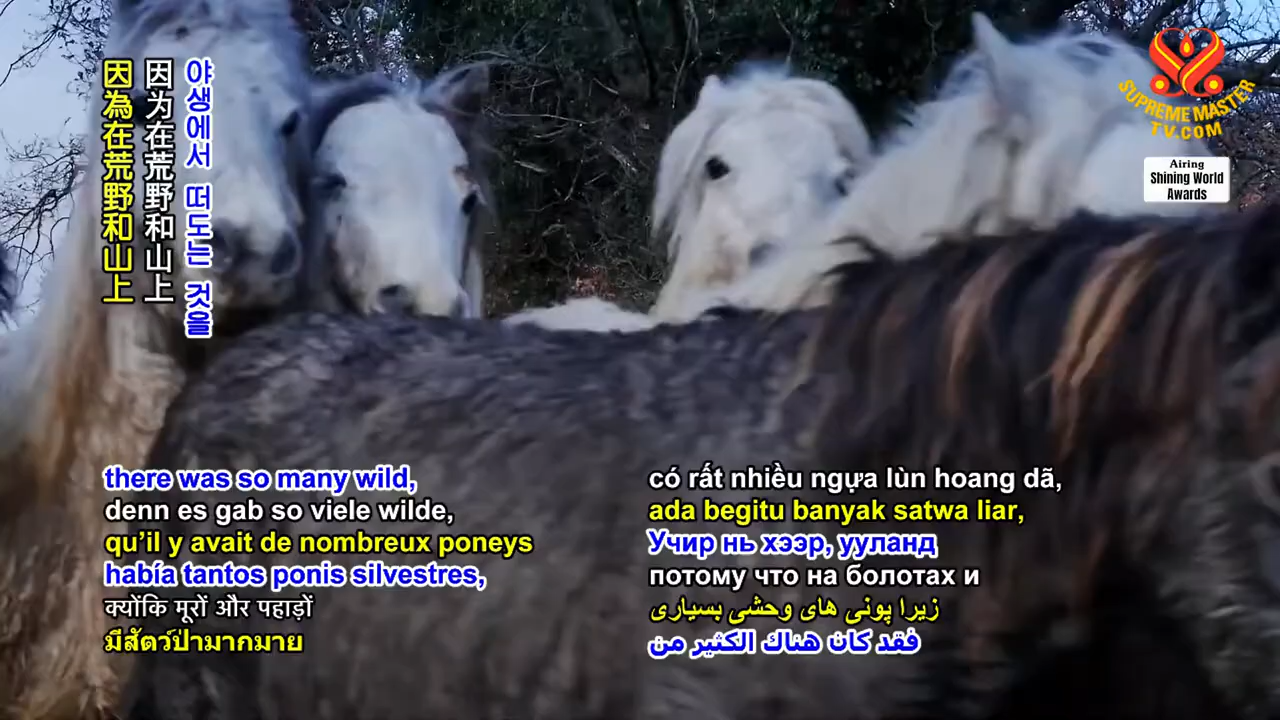 야생에서 떠도는 것을
因为在荒野和山上
因為在荒野和山上
SUPREME MASTER
TV.COM
Airing
Shining World
Awards
there was so many wild,
denn es gab so viele wilde,
qu’il y avait de nombreux poneys
había tantos ponis silvestres,
क्योंकि मूरों और पहाड़ों
มีสัตว์ป่ามากมาย
có rất nhiều ngựa lùn hoang dã,
ada begitu banyak satwa liar,
Учир нь хээр, ууланд
потому что на болотах и
زیرا پونی های وحشی بسیاری
فقد كان هناك الكثير من